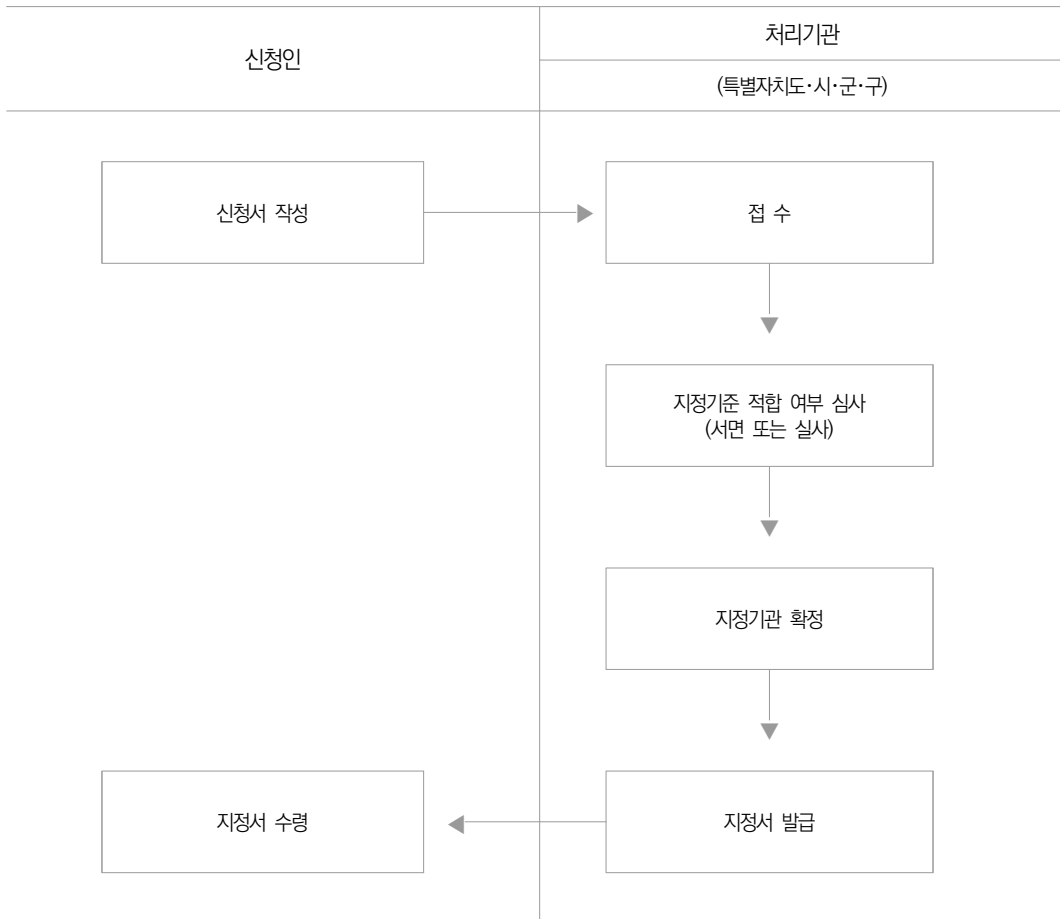 신청인
처리기관
(특별자치도·시·군·구)
신청서 작성
접 수
지정기준 적합 여부 심사
(서면 또는 실사)
지정기관 확정
지정서 수령
지정서 발급